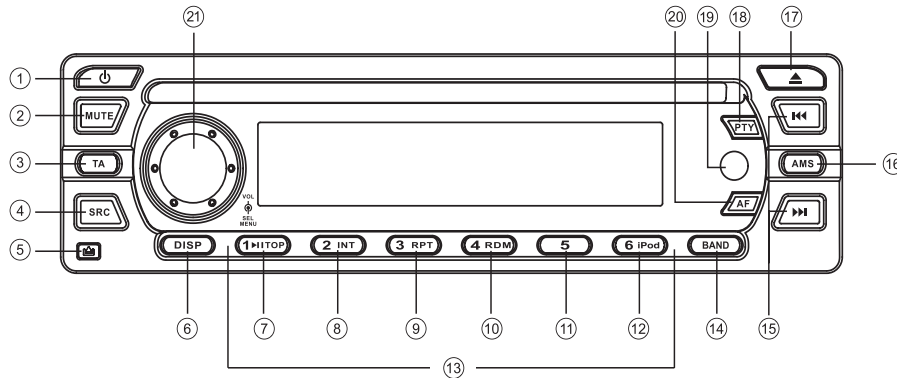 21 20 19 18 17
1
2 MUTE PTY
3 TA AMS 16
4 SRC VOL AF
SEL
MENU
5 DISP 1 TOP 2 INT 3 RPT 4 RDM 5 6 iPod BAND
6 7 8 9 10 11 12 14 15
13